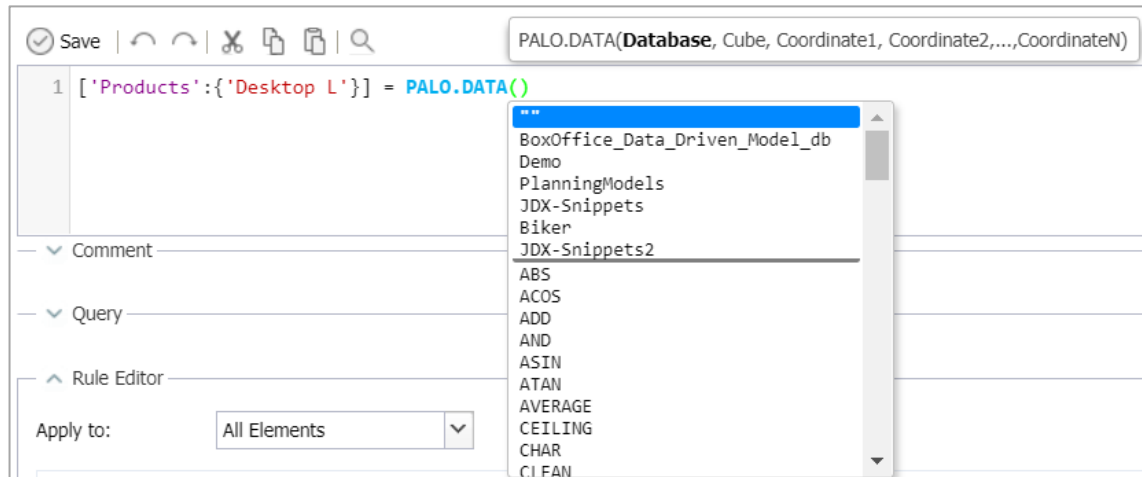 Save
PALO.DATA(Database, Cube, Coordinate1, Coordinate2,...,CoordinateN)
1 ['Products':{'Desktop L'}] = PALO.DATA()
""
BoxOffice_Data_Driven_Model_db
Demo
PlanningModels
JDX-Snippets
Biker
JDX-Snippets2
ABS
ACOS
ADD
AND
ASIN
ATAN
AVERAGE
CEILING
CHAR
CLEAN
Comment
Query
Rule Editor
Apply to: All Elements